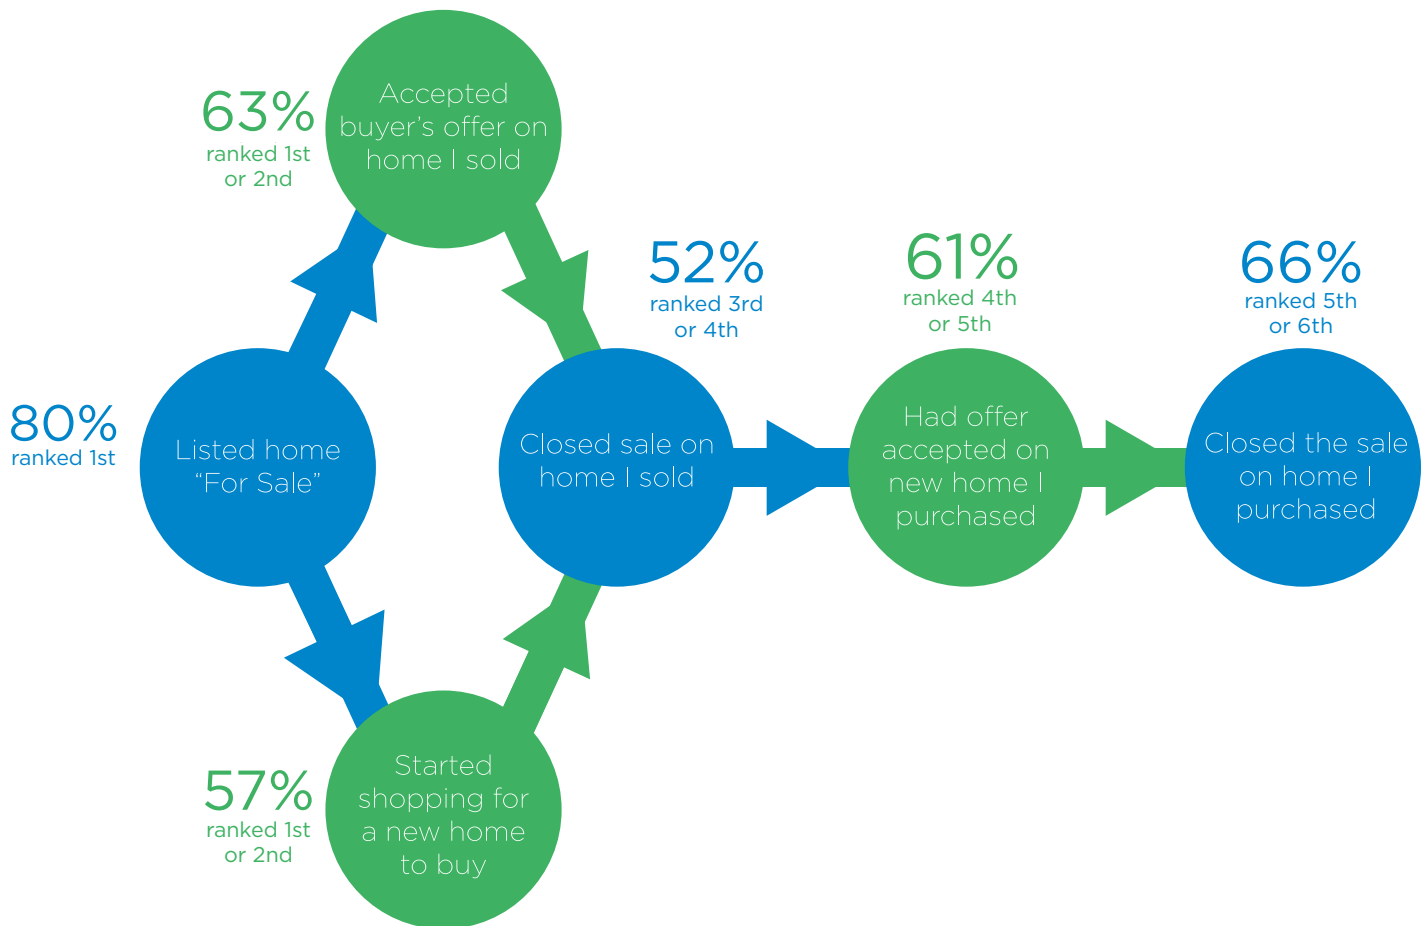 63%
ranked 1st
or 2nd
Accepted
buyer’s offer on
home I sold
80%
ranked 1st
Listed home
“For Sale”
57%
ranked 1st
or 2nd
Started
shopping for
a new home
to buy
52%
ranked 3rd
or 4th
Closed sale on
home I sold
61%
ranked 4th
or 5th
Had offer
accepted on
new home I
purchased
66%
ranked 5th
or 6th
Closed the sale
on home I
purchased